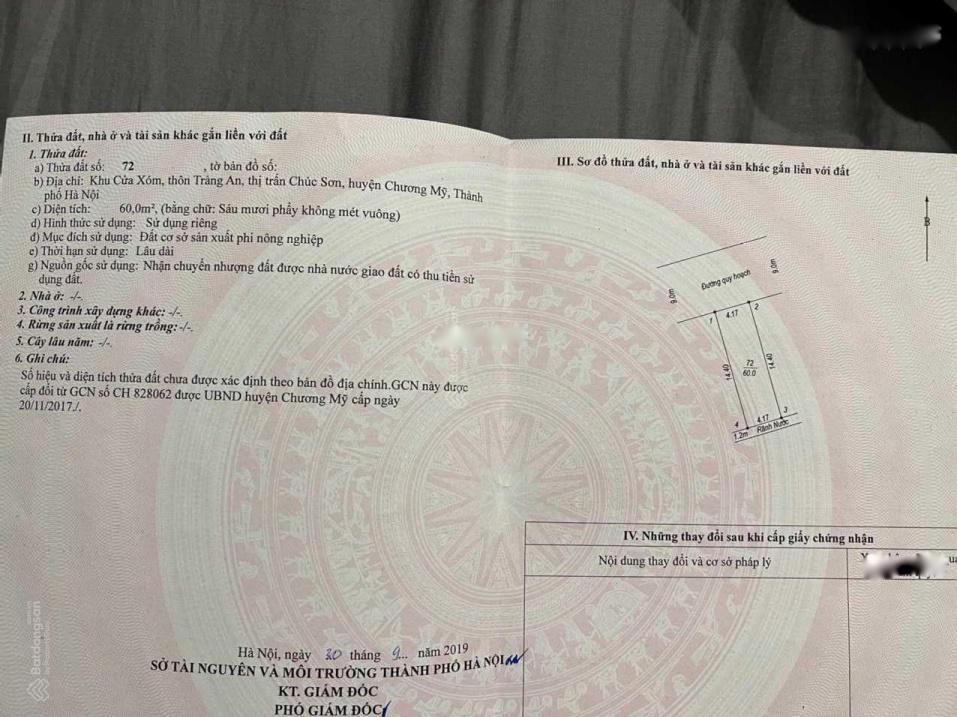 II. Thửa đất, nhà ở và tài sản khác gắn liền với đất
1. Thửa đất:
a) Thửa đất số: 72 , tờ bản đồ số:
b) Địa chỉ: Khu Cửa Xóm, thôn Tràng An, thị trấn Chúc Sơn, huyện Chương Mỹ, Thành
phố Hà Nội
c) Diện tích: 60,0m², (bằng chữ: Sáu mươi phẩy không mét vuông)
d) Hình thức sử dụng: Sử dụng riêng
đ) Mục đích sử dụng: Đất cơ sở sản xuất phi nông nghiệp
e) Thời hạn sử dụng: Lâu dài
g) Nguồn gốc sử dụng: Nhận chuyển nhượng đất được nhà nước giao đất có thu tiền sử
dụng đất.
2. Nhà ở: -/-.
3. Công trình xây dựng khác: -/-.
4. Rừng sản xuất là rừng trồng: -/-.
5. Cây lâu năm: -/-.
6. Ghi chú:
Số hiệu và diện tích thửa đất chưa được xác định theo bản đồ địa chính.GCN này được
cấp đổi từ GCN số CH 828062 được UBND huyện Chương Mỹ cấp ngày
20/11/2017./.
Hà Nội, ngày 30 tháng 9... năm 2019
SỞ TÀI NGUYÊN VÀ MÔI TRƯỜNG THÀNH PHỐ HÀ NỘI
KT. GIÁM ĐỐC
PHÓ GIÁM ĐỐC
III. Sơ đồ thửa đất, nhà ở và tài sản khác gắn liền với đất
B
9.0m
Đường quy hoạch
9.0m
1
4.17
2
14.40
72
60.0
14.40
4
4.17
3
1.2m
Rãnh Nước
IV. Những thay đổi sau khi cấp giấy chứng nhận
Nội dung thay đổi và cơ sở pháp lý
Batdongsan